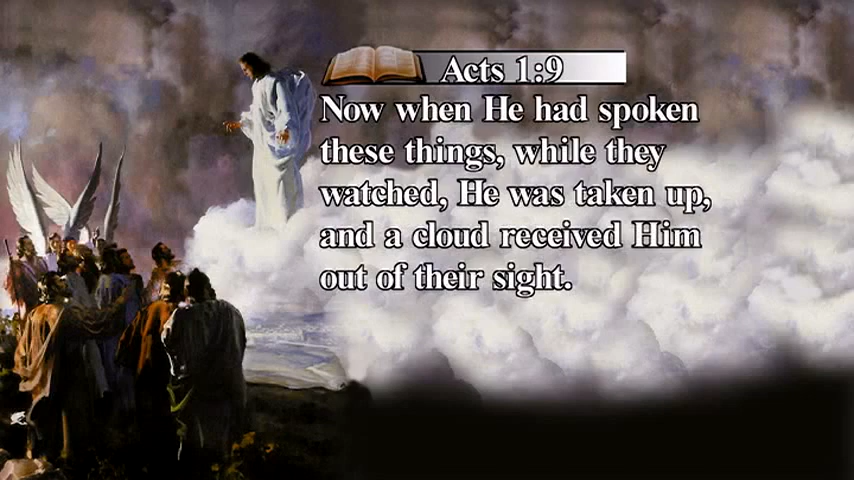 Acts 1:9
Now when He had spoken
these things, while they
watched, He was taken up,
and a cloud received Him
out of their sight.